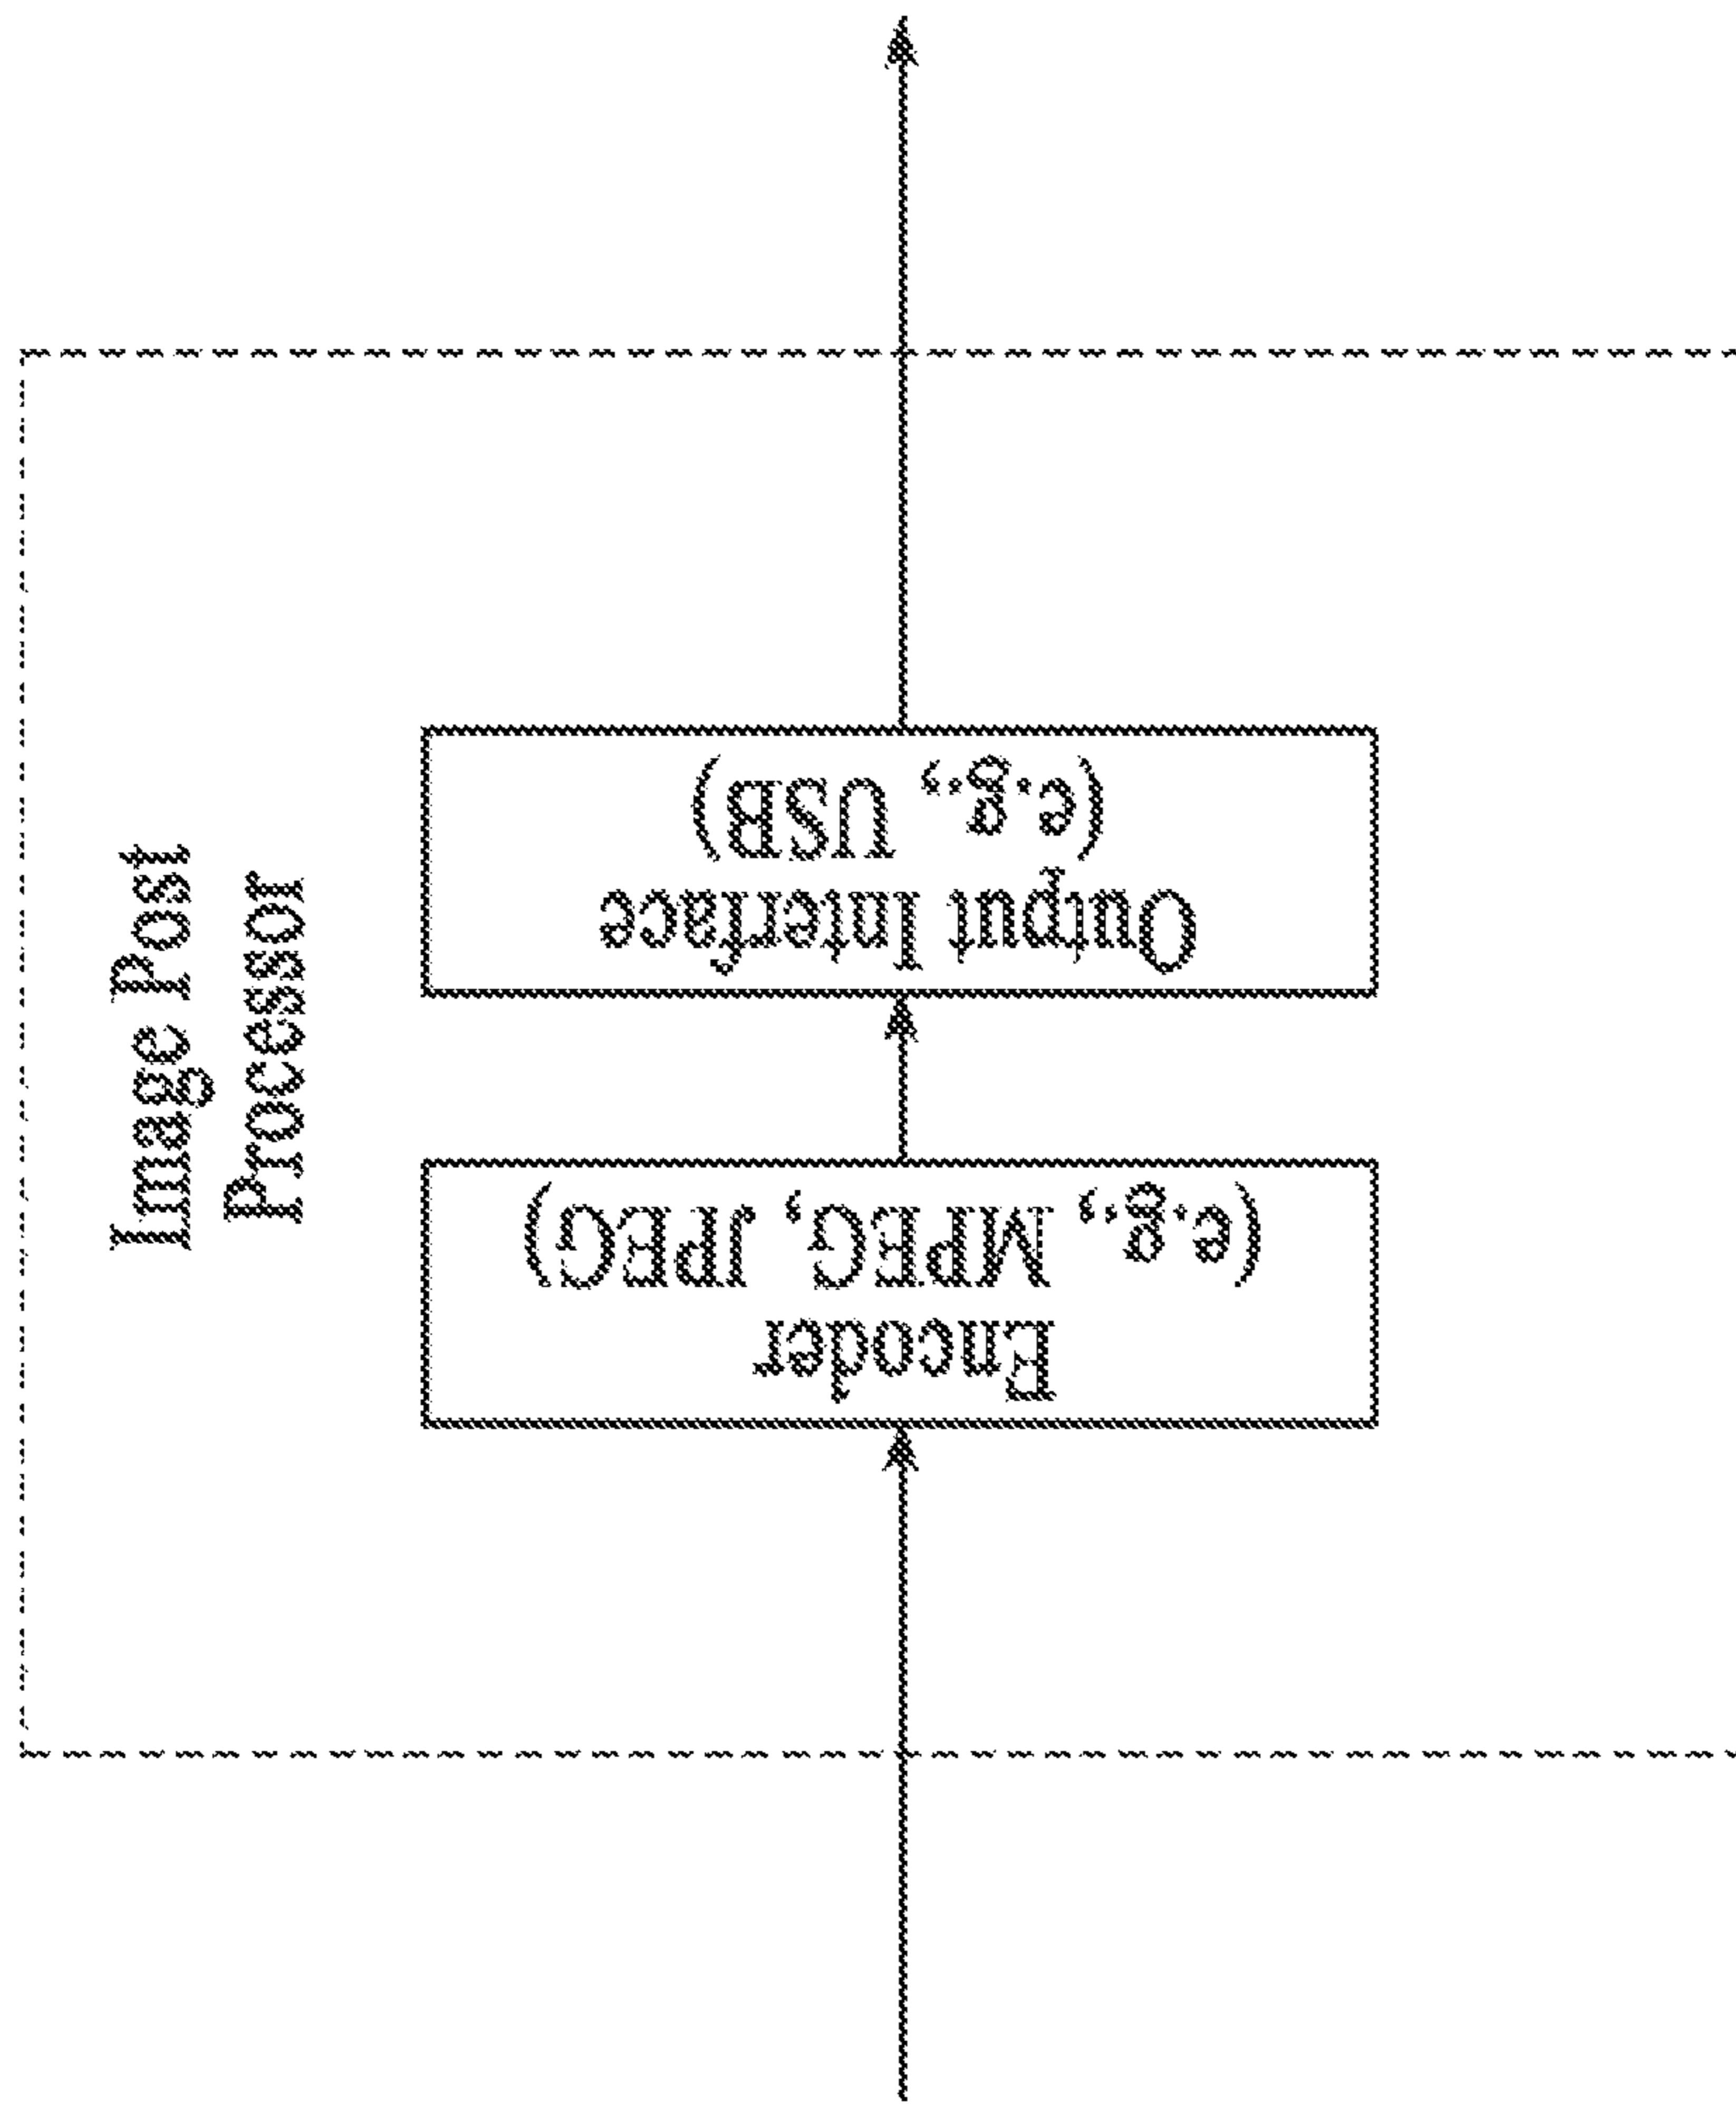 Image Post
Processor
Encoder
(e.g., MPEG, JPEG)
Output Interface
(e.g., USB)